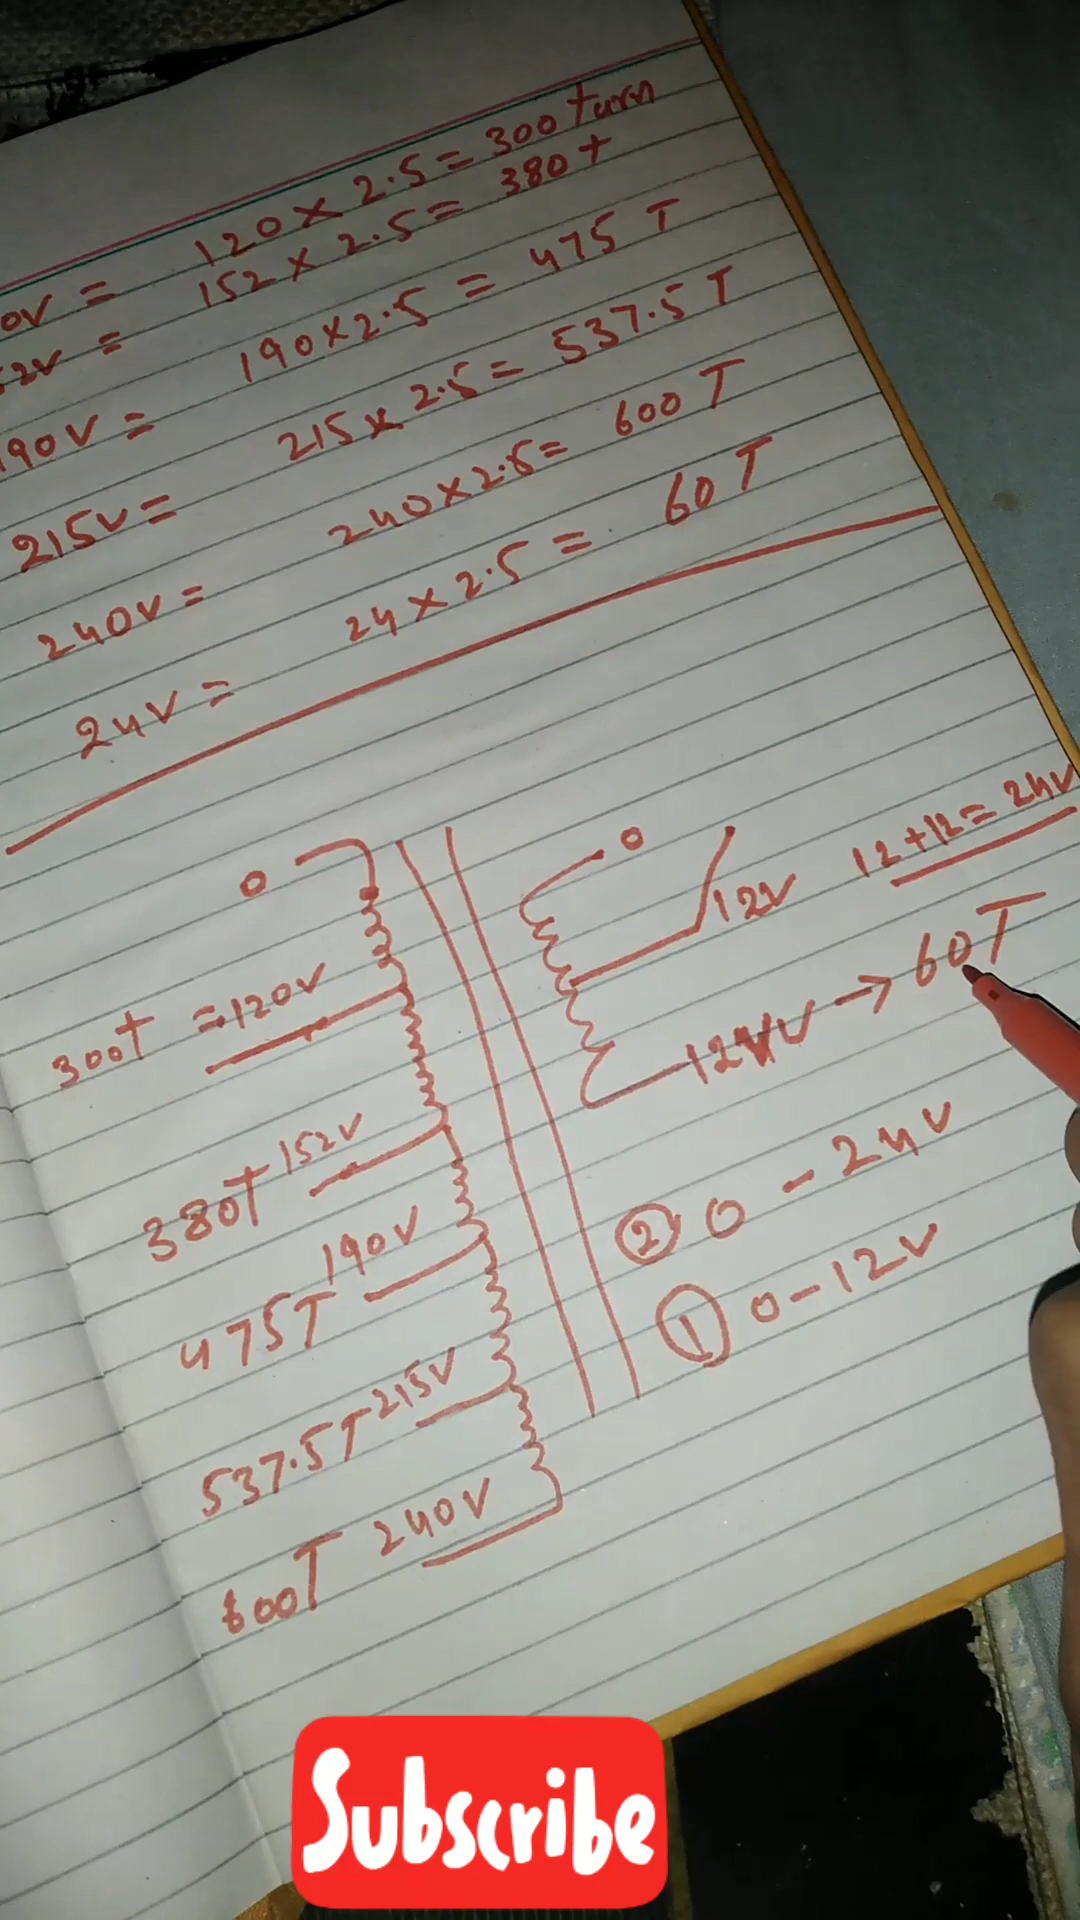 0V = 120 × 2.5 = 300 turn
52V = 152 × 2.5 = 380 t
190V = 190 × 2.5 = 475 T
215V = 215 × 2.5 = 537.5 T
240V = 240 × 2.5 = 600 T
24V = 24 × 2.5 = 60 T
0
300t = 120V
380T 152V
475T 190V
537.5T 215V
600T 240V
0
12V
12+12 = 24V
→ 60T
② 0 - 24V
① 0 - 12V
Subscribe